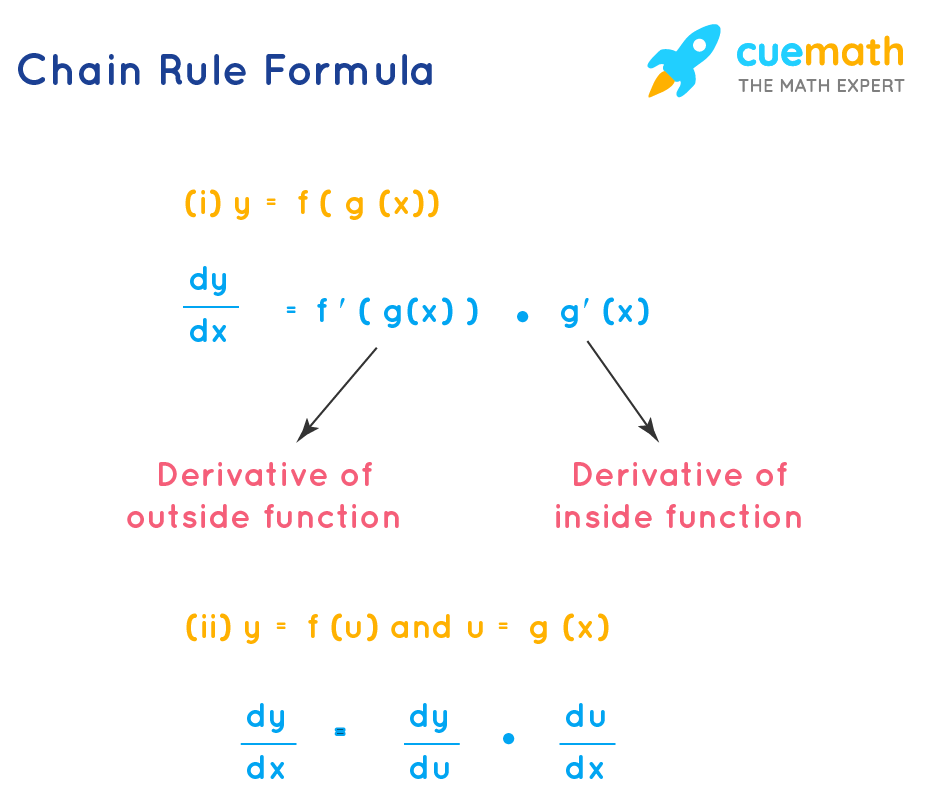 Chain Rule Formula
cuemath
THE MATH EXPERT
(i) y = f ( g (x))
dy
dx
= f ′ ( g(x) ) • g′ (x)
Derivative of
outside function
Derivative of
inside function
(ii) y = f (u) and u = g (x)
dy
dx
=
dy
du
•
du
dx